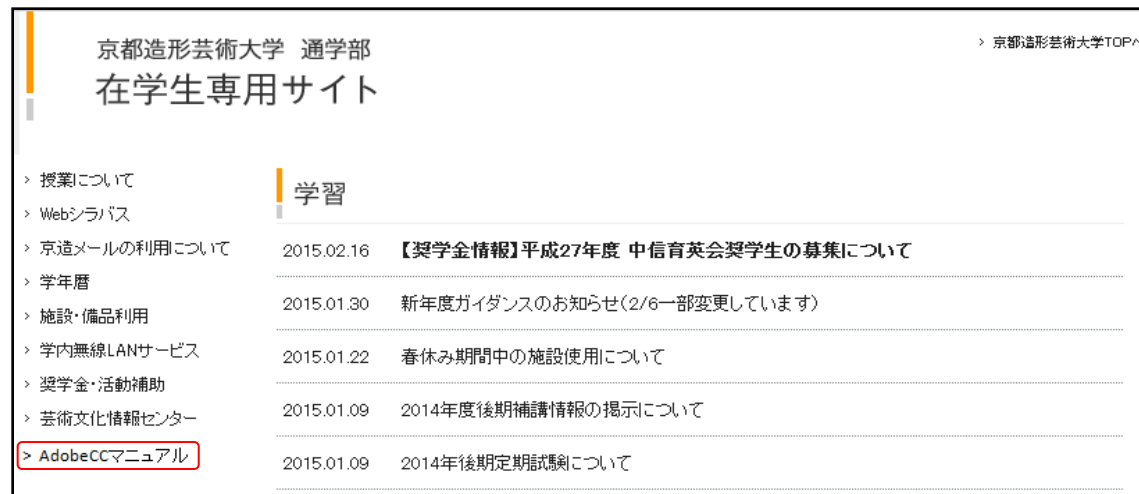 京都造形芸術大学 通学部
在学生専用サイト
> 京都造形芸術大学TOPへ
> 授業について
> Webシラバス
> 京造メールの利用について
> 学年暦
> 施設・備品利用
> 学内無線LANサービス
> 奨学金・活動補助
> 芸術文化情報センター
> AdobeCCマニュアル
学習
2015.02.16 【奨学金情報】平成27年度 中信育英会奨学生の募集について
2015.01.30 新年度ガイダンスのお知らせ(2/6一部変更しています)
2015.01.22 春休み期間中の施設使用について
2015.01.09 2014年度後期補講情報の掲示について
2015.01.09 2014年後期定期試験について